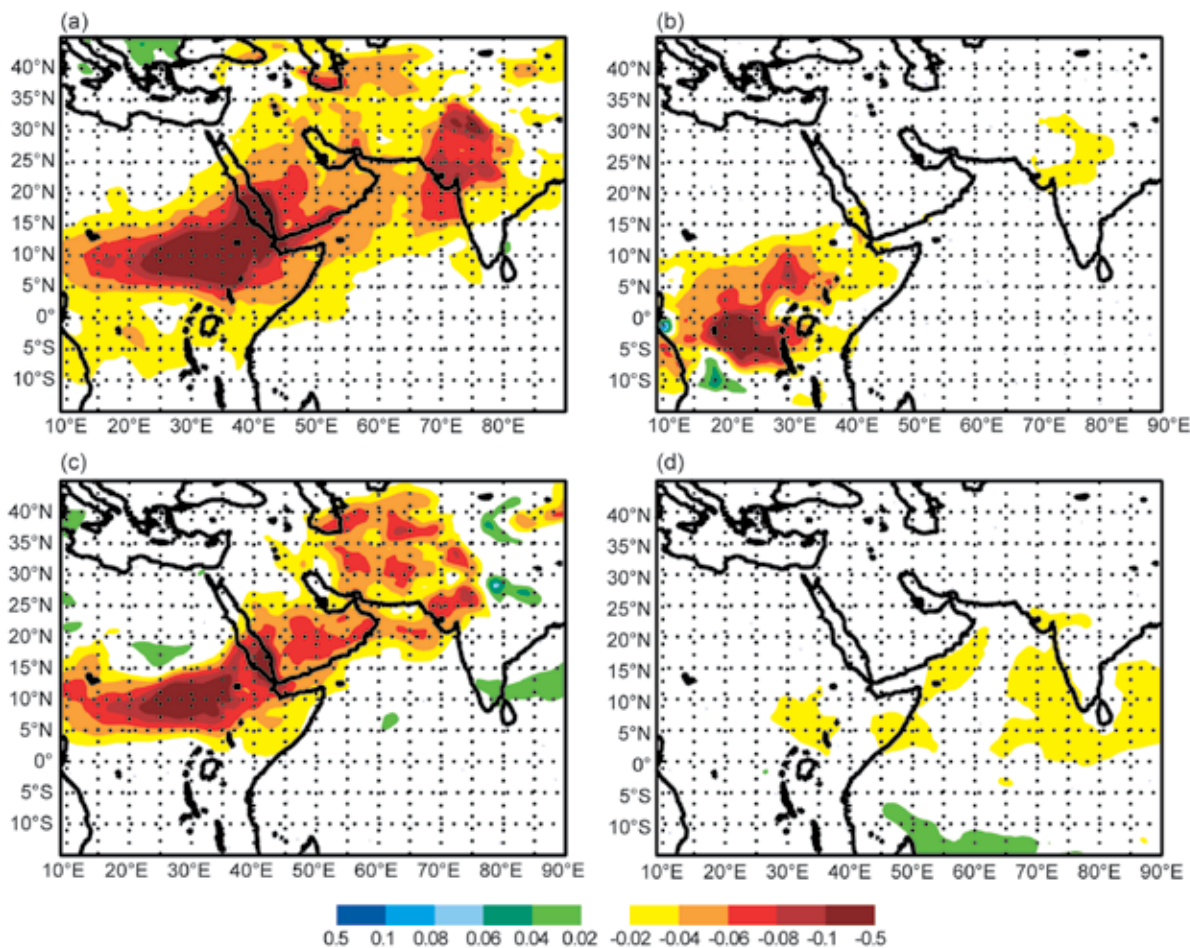 (a) (b)
40°N 40°N
35°N 35°N
30°N 30°N
25°N 25°N
20°N 20°N
15°N 15°N
10°N 10°N
5°N 5°N
0° 0°
5°S 5°S
10°S 10°S
10°E 20°E 30°E 40°E 50°E 60°E 70°E 80°E 10°E 20°E 30°E 40°E 50°E 60°E 70°E 80°E 90°E
(c) (d)
40°N 40°N
35°N 35°N
30°N 30°N
25°N 25°N
20°N 20°N
15°N 15°N
10°N 10°N
5°N 5°N
0° 0°
5°S 5°S
10°S 10°S
10°E 20°E 30°E 40°E 50°E 60°E 70°E 80°E 90°E 10°E 20°E 30°E 40°E 50°E 60°E 70°E 80°E 90°E
0.5 0.1 0.08 0.06 0.04 0.02 -0.02 -0.04 -0.06 -0.08 -0.1 -0.5